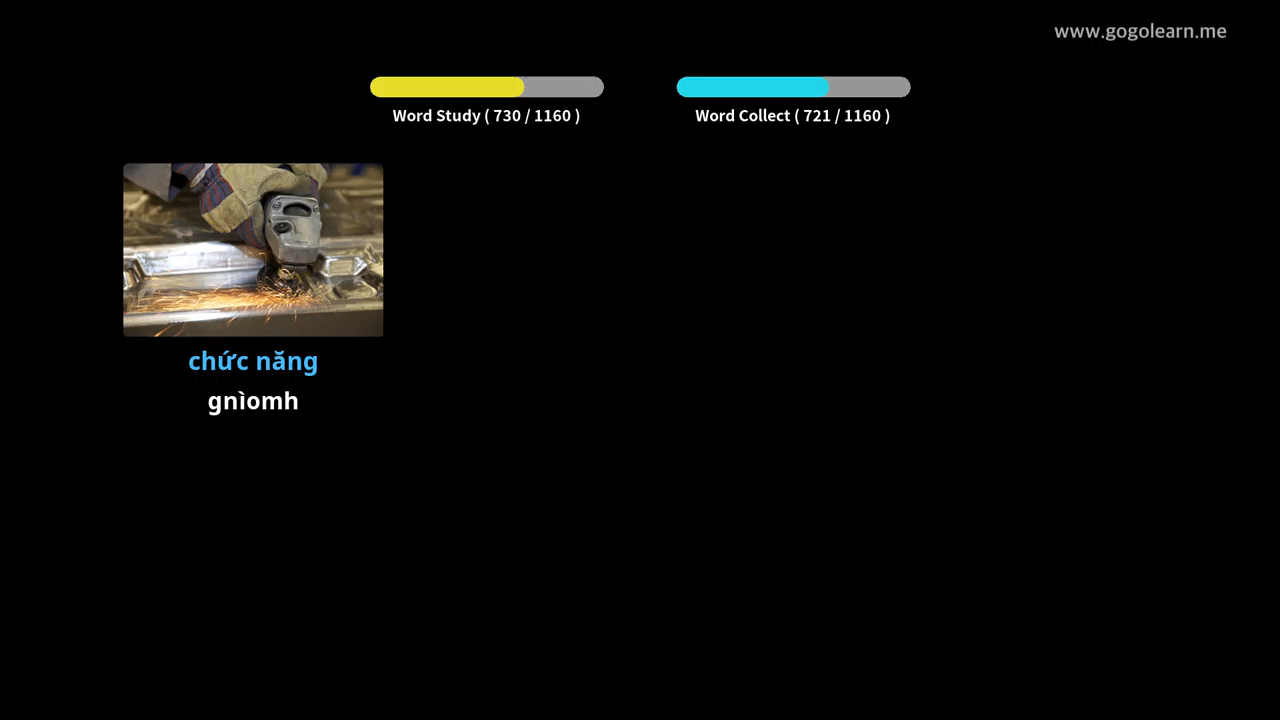 www.gogolearn.me
Word Study ( 730 / 1160 )
Word Collect ( 721 / 1160 )
chức năng
gnìomh